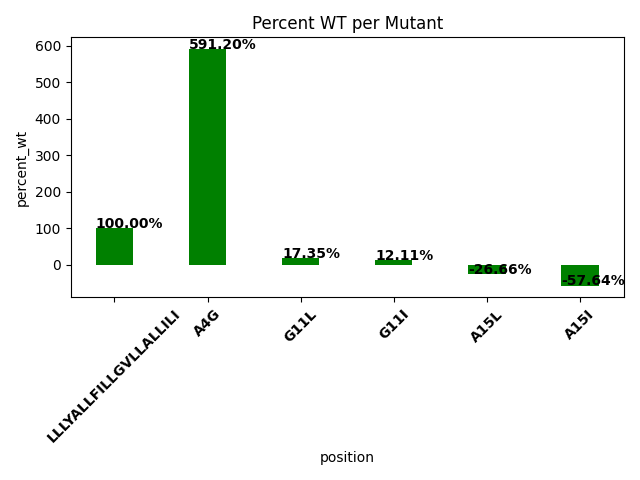 Percent WT per Mutant
percent_wt
600
500
400
300
200
100
0
100.00%
591.20%
17.35%
12.11%
-26.66%
-57.64%
LLLYALLFILLGVLLALLILI
A4G
G11L
G11I
A15L
A15I
position